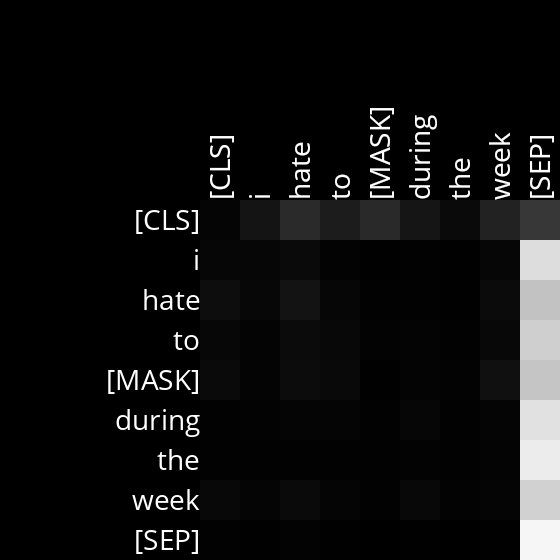 [CLS] i hate to [MASK] during the week [SEP]
[CLS]
i
hate
to
[MASK]
during
the
week
[SEP]